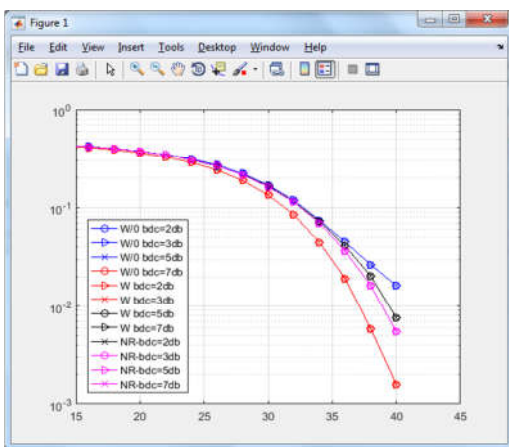 Figure 1
File Edit View Insert Tools Desktop Window Help
10^0
10^-1
10^-2
10^-3
W/0 bdc=2db
W/0 bdc=3db
W/0 bdc=5db
W/0 bdc=7db
W bdc=2db
W bdc=3db
W bdc=5db
W bdc=7db
NR-bdc=2db
NR-bdc=3db
NR-bdc=5db
NR-bdc=7db
15 20 25 30 35 40 45